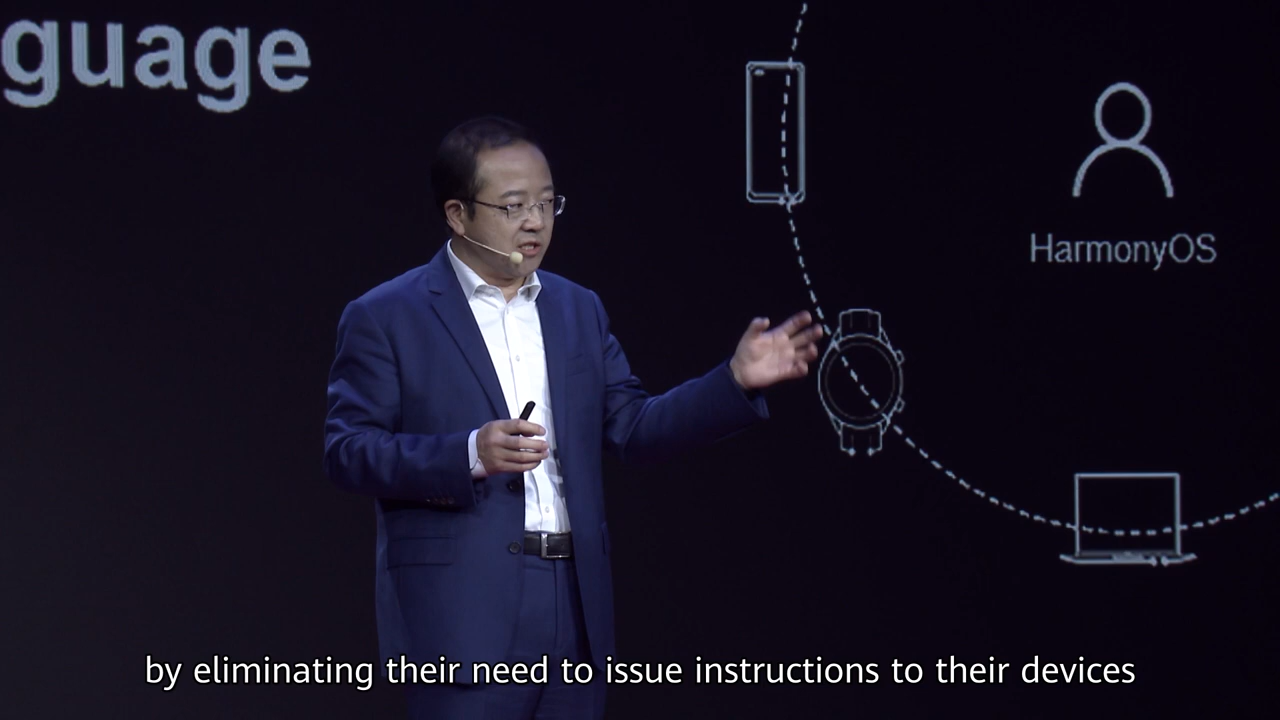 guage
HarmonyOS
by eliminating their need to issue instructions to their devices